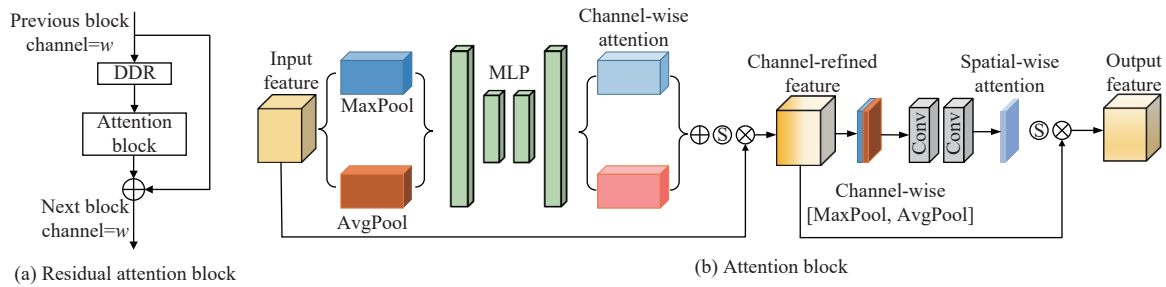 Previous block
channel=w
DDR
Attention
block
Next block
channel=w
(a) Residual attention block
Input
feature
MaxPool
AvgPool
MLP
Channel-wise
attention
S
Channel-refined
feature
Channel-wise
[MaxPool, AvgPool]
Conv
Conv
Spatial-wise
attention
S
Output
feature
(b) Attention block